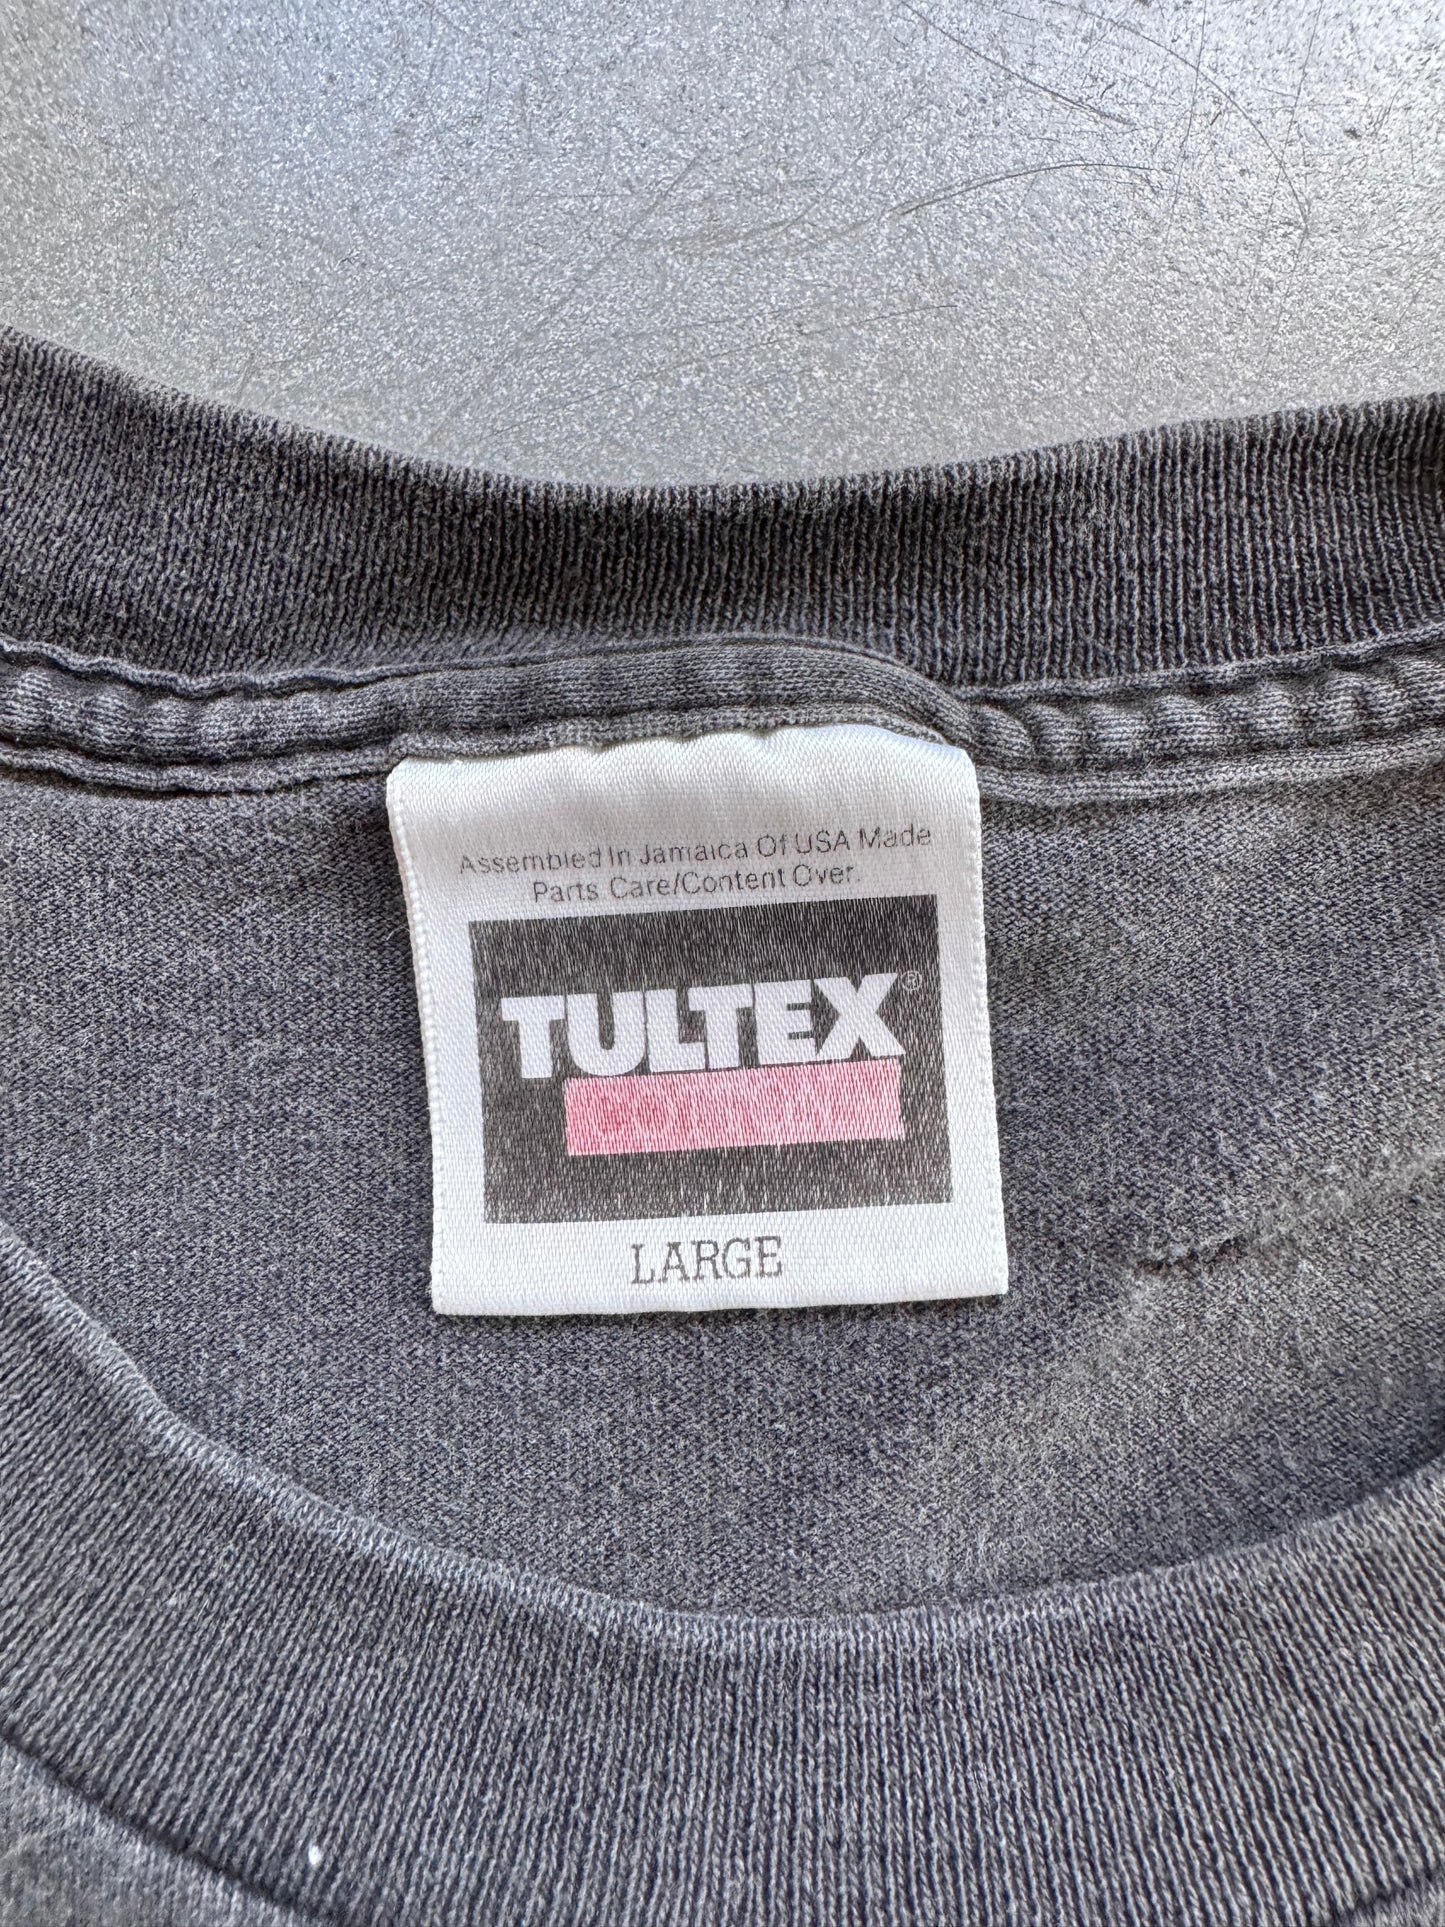 Assembled In Jamaica Of USA Made
Parts. Care/Content Over.
TULTEX®
LARGE